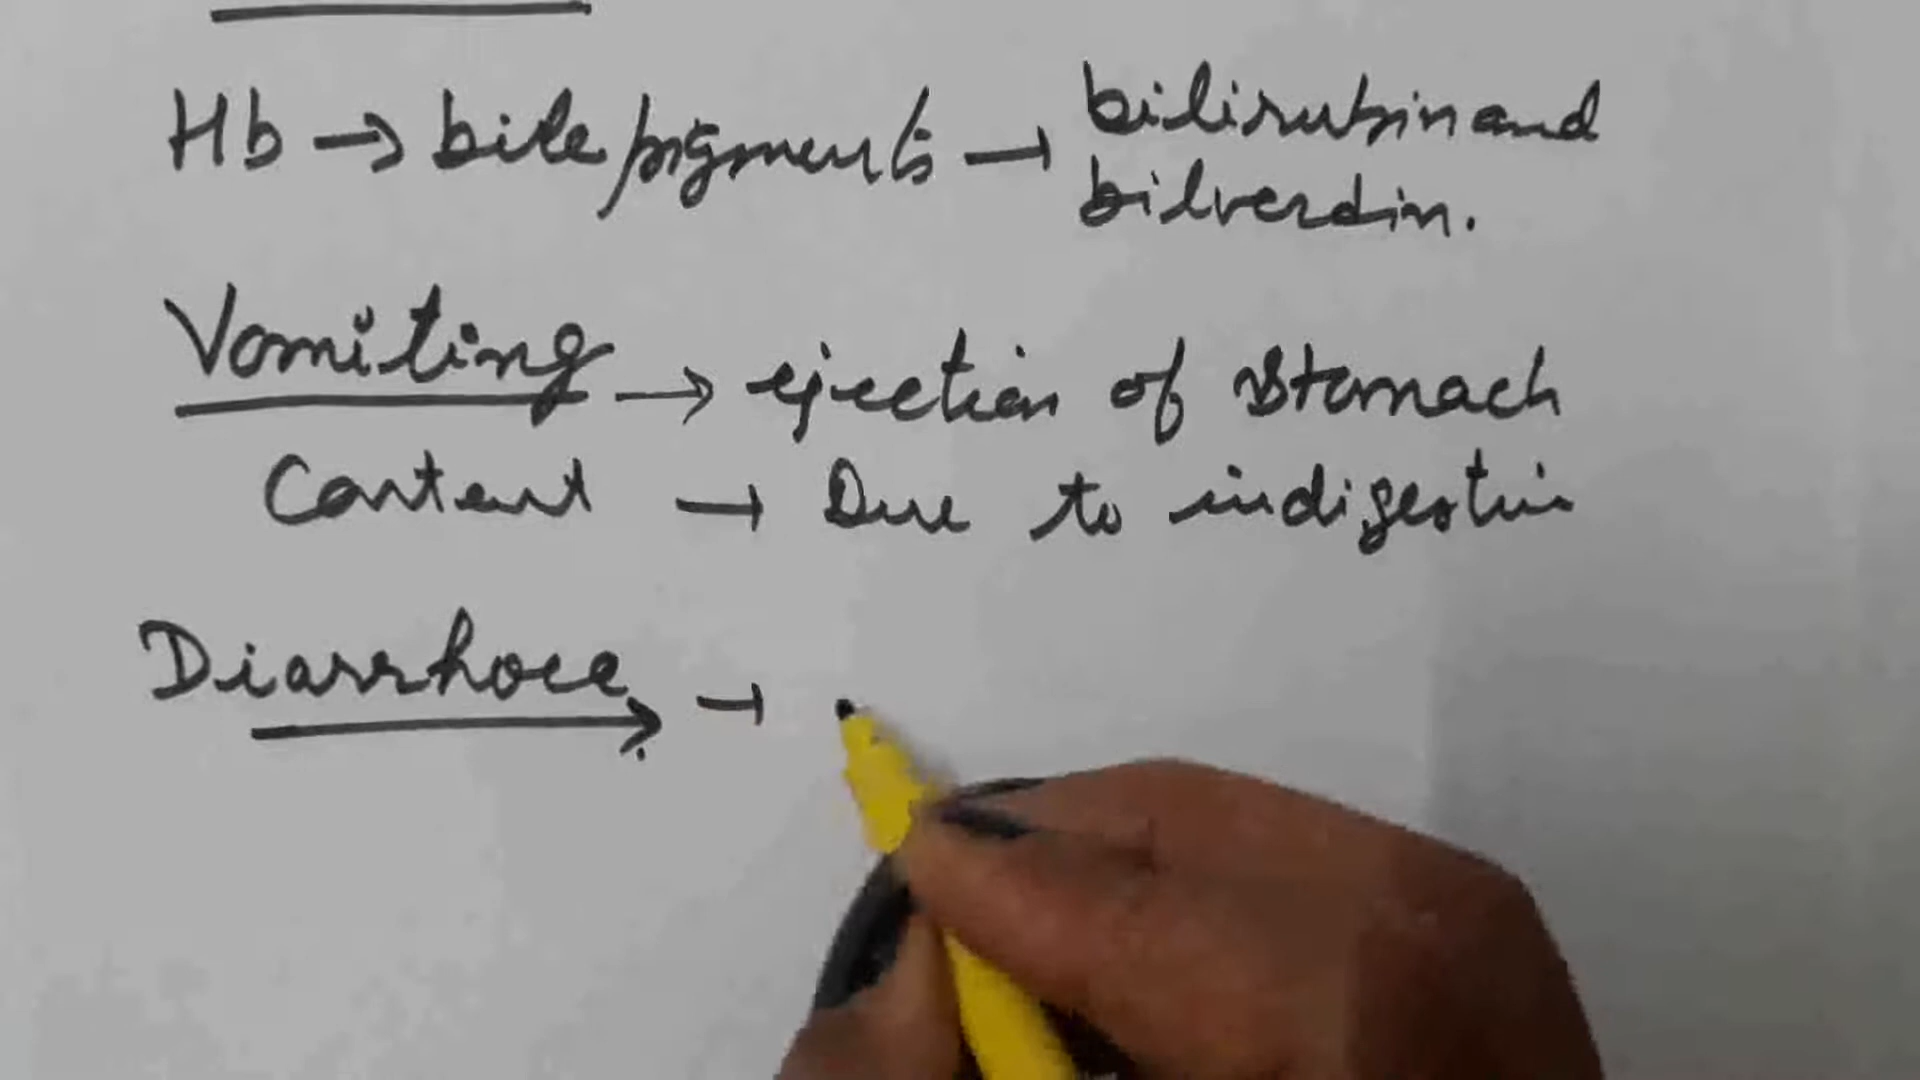 Hb → bile pigments → bilirubin and
bilverdin.
Vomiting → ejection of stomach
Content → Due to indigestion
Diarrhoea →